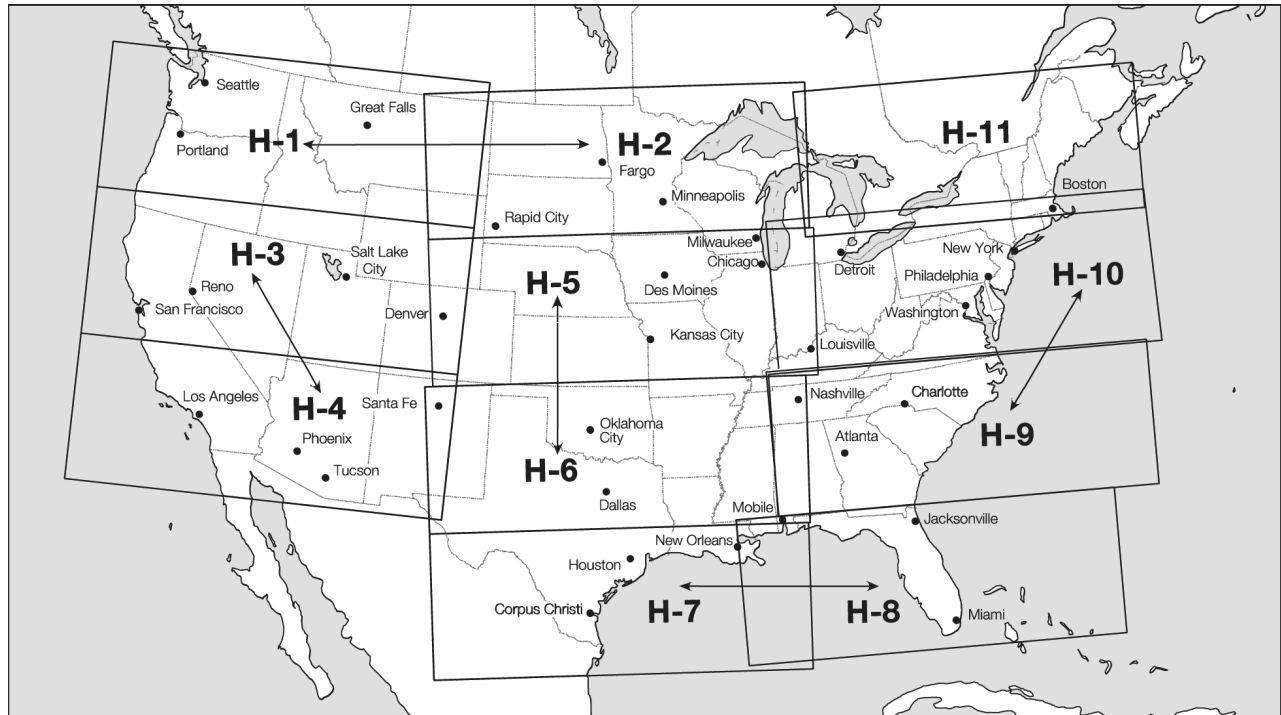 Seattle
Great Falls
Portland
H-1
H-2
Fargo
H-11
Minneapolis
Boston
Rapid City
H-3
Salt Lake
City
Milwaukee
Chicago
Detroit
New York
Philadelphia
H-10
Reno
San Francisco
Denver
H-5
Des Moines
Washington
Kansas City
Louisville
Los Angeles
H-4
Santa Fe
Nashville
Charlotte
Phoenix
Tucson
Oklahoma
City
H-6
Atlanta
H-9
Dallas
Mobile
Jacksonville
New Orleans
Houston
Corpus Christi
H-7
H-8
Miami